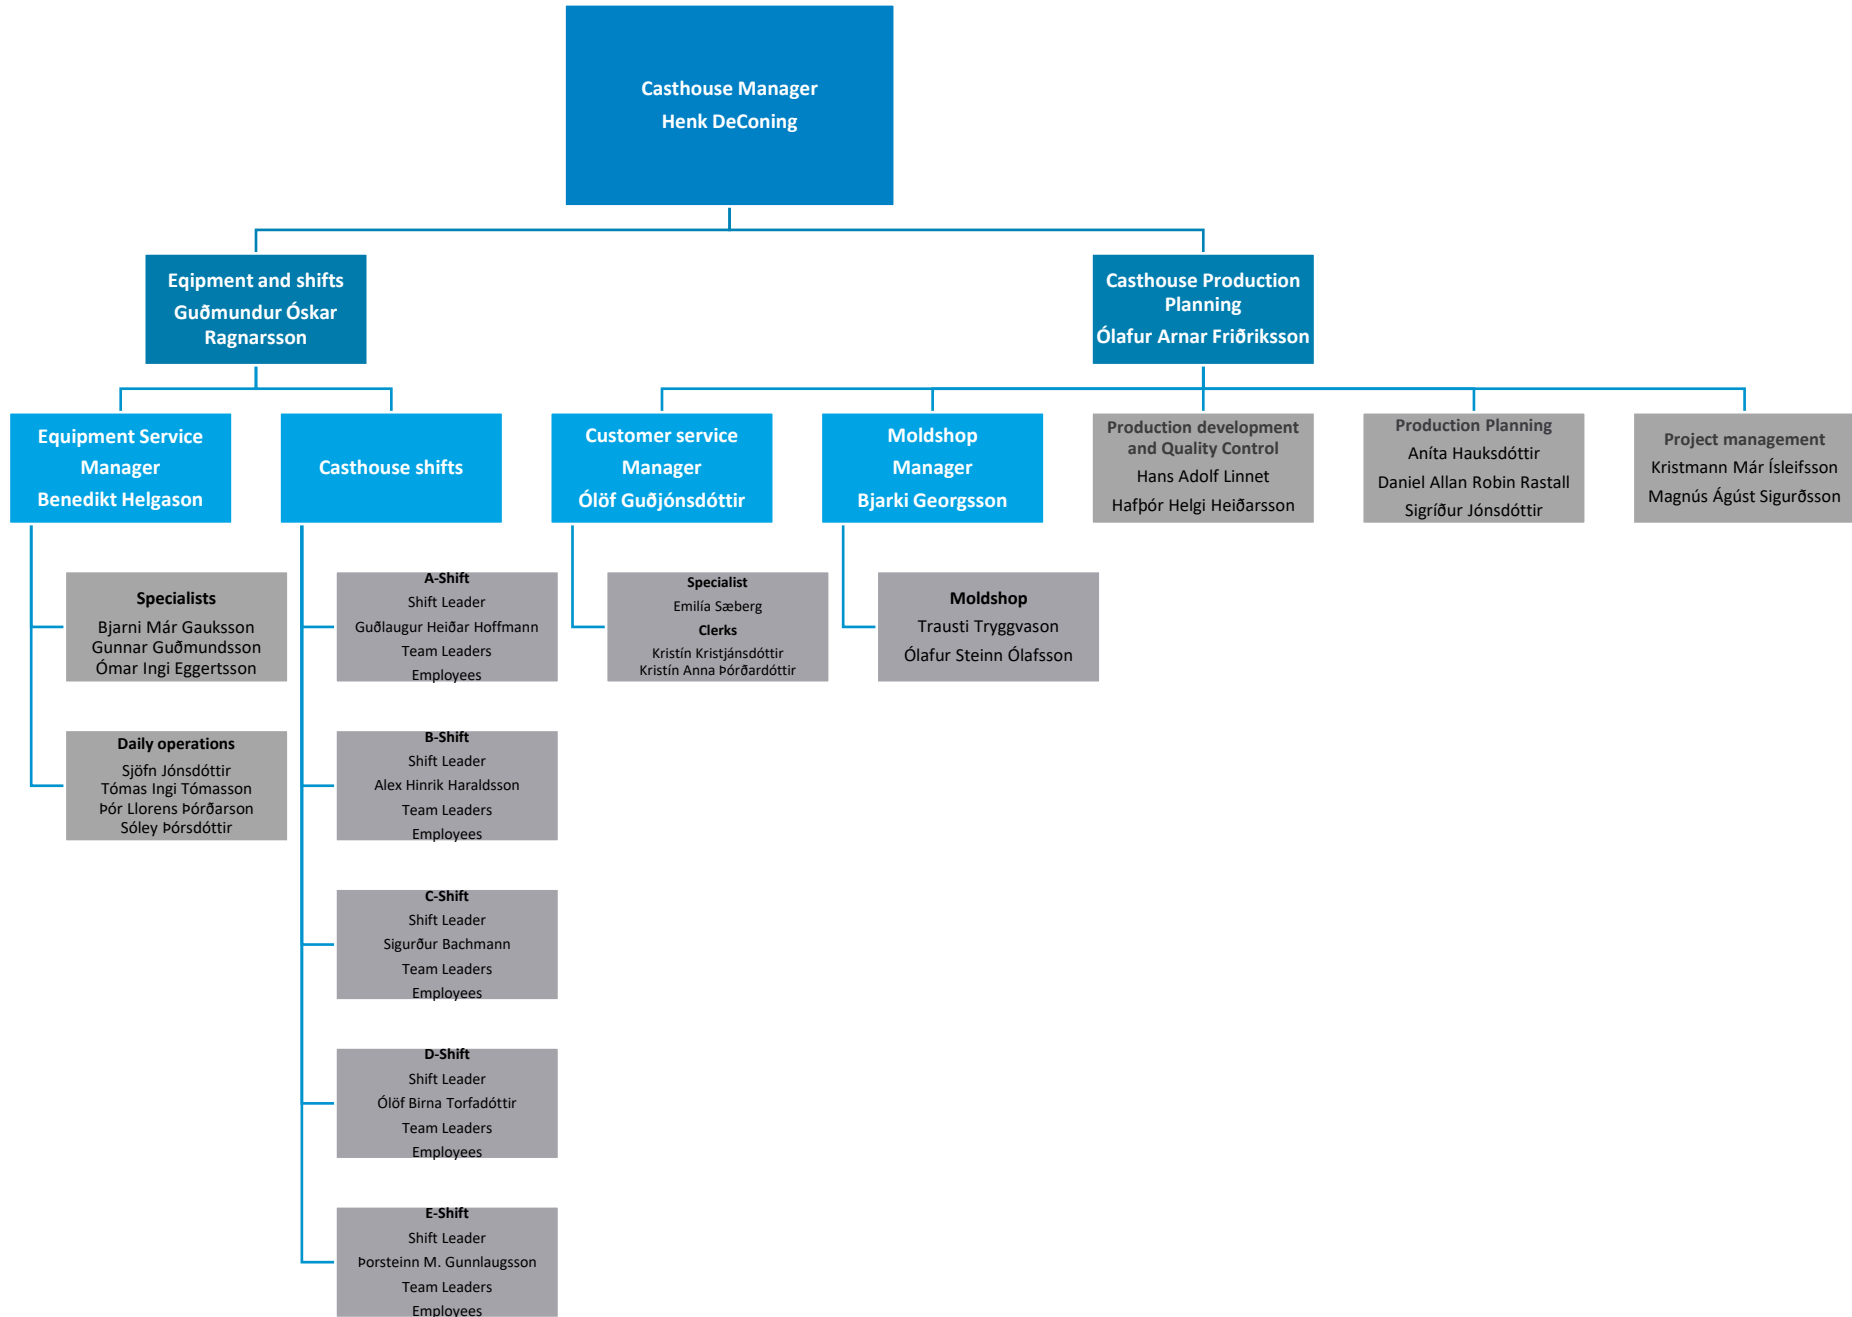 Casthouse Manager
Henk DeConing
Eqipment and shifts
Guðmundur Óskar
Ragnarsson
Casthouse Production
Planning
Ólafur Arnar Friðriksson
Equipment Service
Manager
Benedikt Helgason
Casthouse shifts
Customer service
Manager
Ólöf Guðjónsdóttir
Moldshop
Manager
Bjarki Georgsson
Production development
and Quality Control
Hans Adolf Linnet
Hafþór Helgi Heiðarsson
Production Planning
Aníta Hauksdóttir
Daniel Allan Robin Rastall
Sigríður Jónsdóttir
Project management
Kristmann Már Ísleifsson
Magnús Ágúst Sigurðsson
Specialists
Bjarni Már Gauksson
Gunnar Guðmundsson
Ómar Ingi Eggertsson
Daily operations
Sjöfn Jónsdóttir
Tómas Ingi Tómasson
Þór Llorens Þórðarson
Sóley Þórsdóttir
A-Shift
Shift Leader
Guðlaugur Heiðar Hoffmann
Team Leaders
Employees
B-Shift
Shift Leader
Alex Hinrik Haraldsson
Team Leaders
Employees
C-Shift
Shift Leader
Sigurður Bachmann
Team Leaders
Employees
D-Shift
Shift Leader
Ólöf Birna Torfadóttir
Team Leaders
Employees
E-Shift
Shift Leader
Þorsteinn M. Gunnlaugsson
Team Leaders
Employees
Specialist
Emilía Sæberg
Clerks
Kristín Kristjánsdóttir
Kristín Anna Þórðardóttir
Moldshop
Trausti Tryggvason
Ólafur Steinn Ólafsson